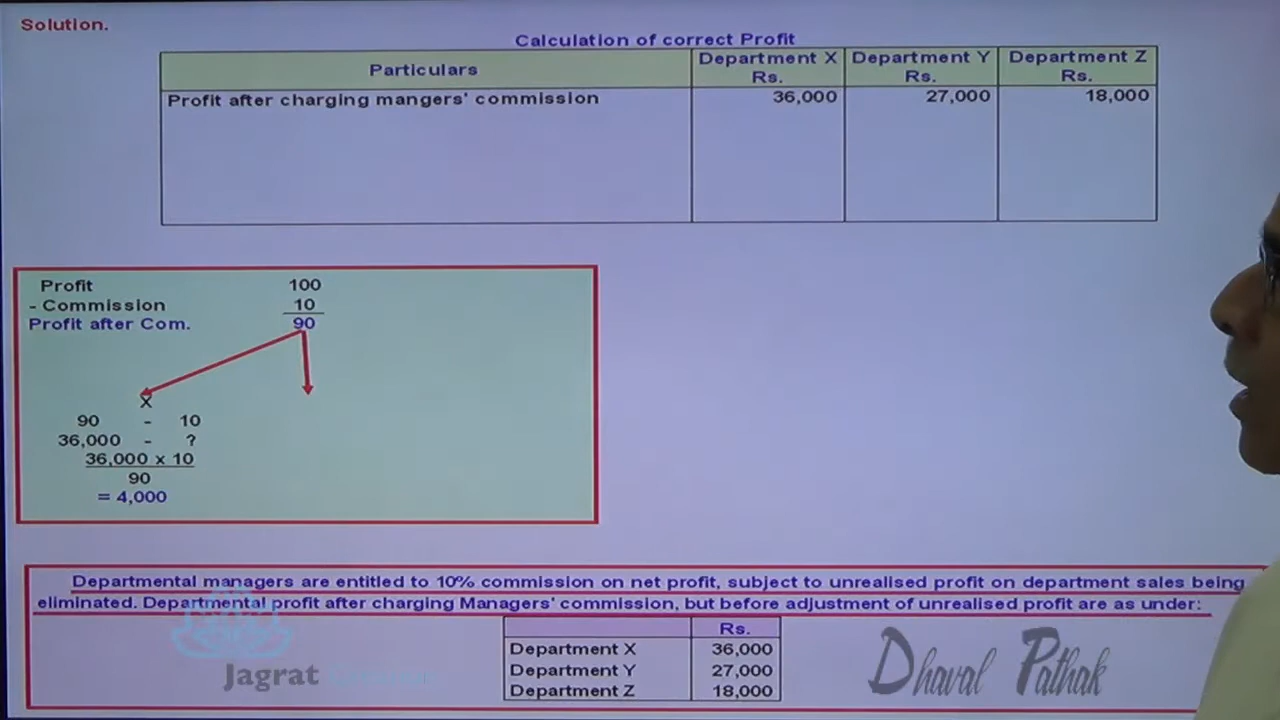 Solution.
Calculation of correct Profit
Particulars Department X Rs. Department Y Rs. Department Z Rs.
Profit after charging mangers' commission 36,000 27,000 18,000
Profit 100
- Commission 10
Profit after Com. 90
X
90 - 10
36,000 - ?
36,000 x 10
90
= 4,000
Departmental managers are entitled to 10% commission on net profit, subject to unrealised profit on department sales being
eliminated. Departmental profit after charging Managers' commission, but before adjustment of unrealised profit are as under:
Rs.
Department X 36,000
Department Y 27,000
Department Z 18,000
Jagrat
Dhaval Pathak